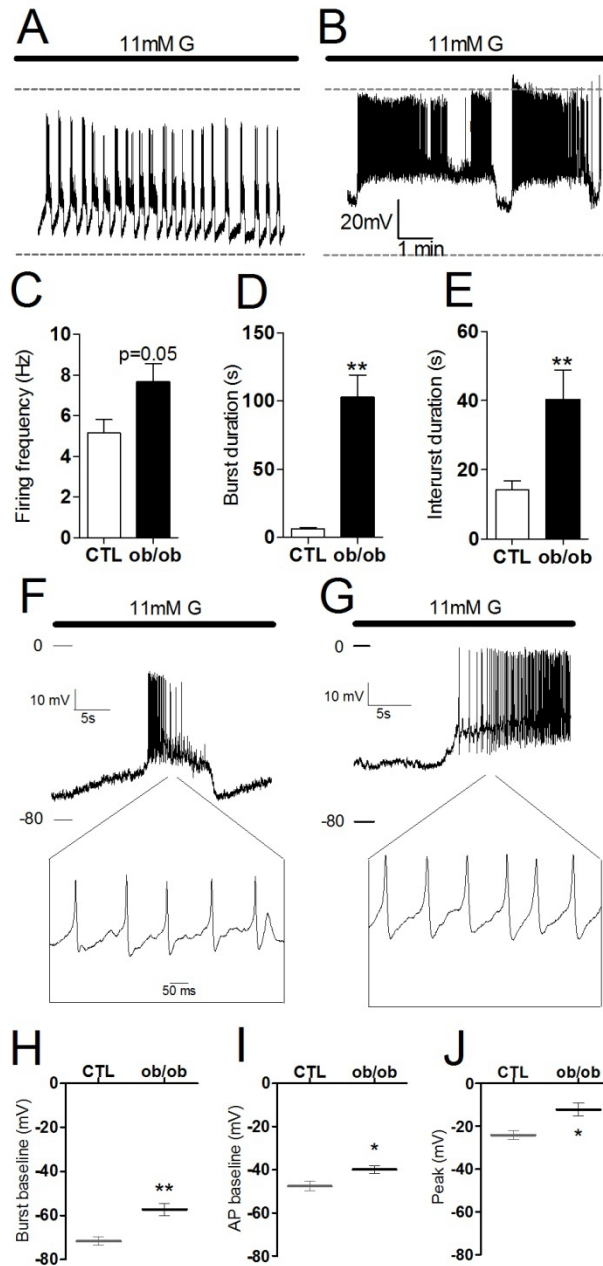 A
11mM G
B
11mM G
20mV
1 min
C
Firing frequency (Hz)
10
8
6
4
2
0
p=0.05
CTL ob/ob
D
Burst duration (s)
150
100
50
0
**
CTL ob/ob
E
Interurst duration (s)
60
40
20
0
**
CTL ob/ob
F
11mM G
0
10 mV
5s
-80
50 ms
G
11mM G
0
10 mV
5s
-80
H
CTL ob/ob
Burst baseline (mV)
0
-20
-40
-60
-80
**
I
CTL ob/ob
AP baseline (mV)
0
-20
-40
-60
-80
*
J
CTL ob/ob
Peak (mV)
0
-20
-40
-60
-80
*